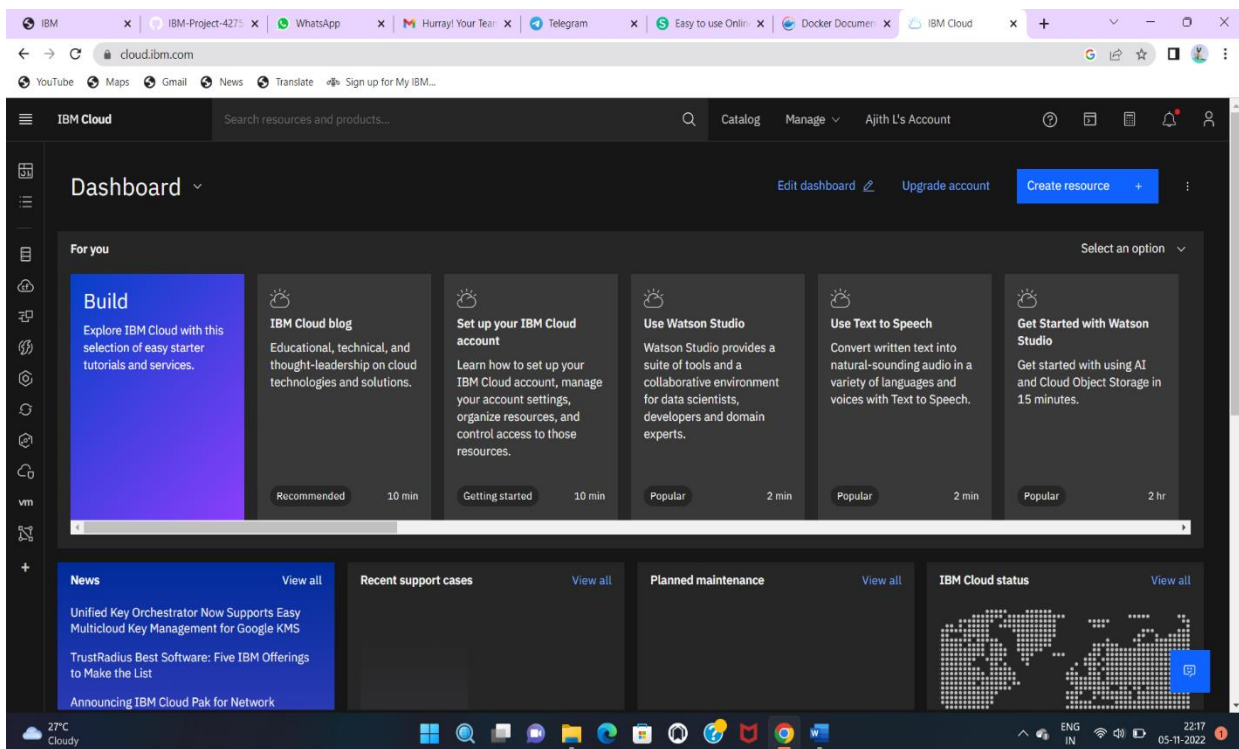 IBM
IBM-Project-4275
WhatsApp
Hurray! Your Tear
Telegram
Easy to use Onlin
Docker Documen
IBM Cloud
cloud.ibm.com
YouTube Maps Gmail News Translate Sign up for My IBM...
IBM Cloud
Search resources and products...
Catalog Manage Ajith L's Account
Dashboard
Edit dashboard Upgrade account Create resource +
For you
Select an option
Build
Explore IBM Cloud with this
selection of easy starter
tutorials and services.
IBM Cloud blog
Educational, technical, and
thought-leadership on cloud
technologies and solutions.
Recommended 10 min
Set up your IBM Cloud
account
Learn how to set up your
IBM Cloud account, manage
your account settings,
organize resources, and
control access to those
resources.
Getting started 10 min
Use Watson Studio
Watson Studio provides a
suite of tools and a
collaborative environment
for data scientists,
developers and domain
experts.
Popular 2 min
Use Text to Speech
Convert written text into
natural-sounding audio in a
variety of languages and
voices with Text to Speech.
Popular 2 min
Get Started with Watson
Studio
Get started with using AI
and Cloud Object Storage in
15 minutes.
Popular 2 hr
vm
News View all
Unified Key Orchestrator Now Supports Easy
Multicloud Key Management for Google KMS
TrustRadius Best Software: Five IBM Offerings
to Make the List
Announcing IBM Cloud Pak for Network
Recent support cases View all
Planned maintenance View all
IBM Cloud status View all
27°C
Cloudy
ENG
IN
22:17
05-11-2022
1